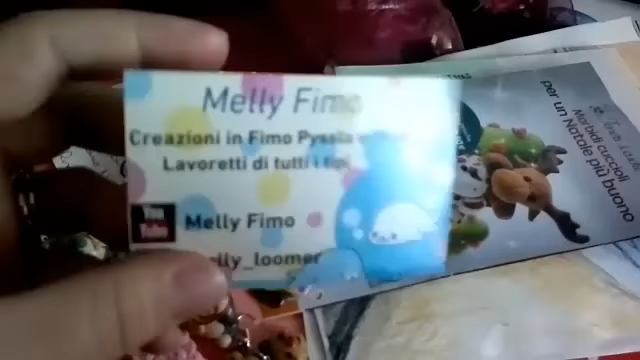 Melly Fimo
Creazioni in Fimo Pyssla
Lavoretti di tutti i tipi
You Tube
Melly Fimo
lly_loomer
Morbidi cuccioli
per un Natale più buono